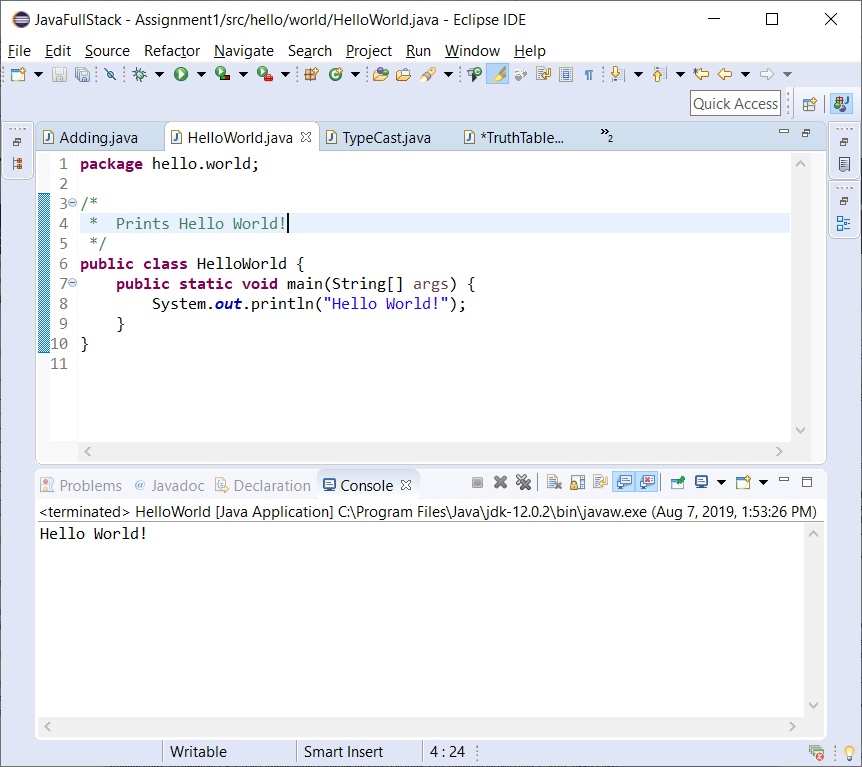 JavaFullStack - Assignment1/src/hello/world/HelloWorld.java - Eclipse IDE
File Edit Source Refactor Navigate Search Project Run Window Help
Quick Access
Adding.java HelloWorld.java TypeCast.java *TruthTable... »2
1 package hello.world;
2
3 /*
4  *  Prints Hello World!
5  */
6 public class HelloWorld {
7     public static void main(String[] args) {
8         System.out.println("Hello World!");
9     }
10 }
11
Problems @ Javadoc Declaration Console
<terminated> HelloWorld [Java Application] C:\Program Files\Java\jdk-12.0.2\bin\javaw.exe (Aug 7, 2019, 1:53:26 PM)
Hello World!
Writable Smart Insert 4 : 24